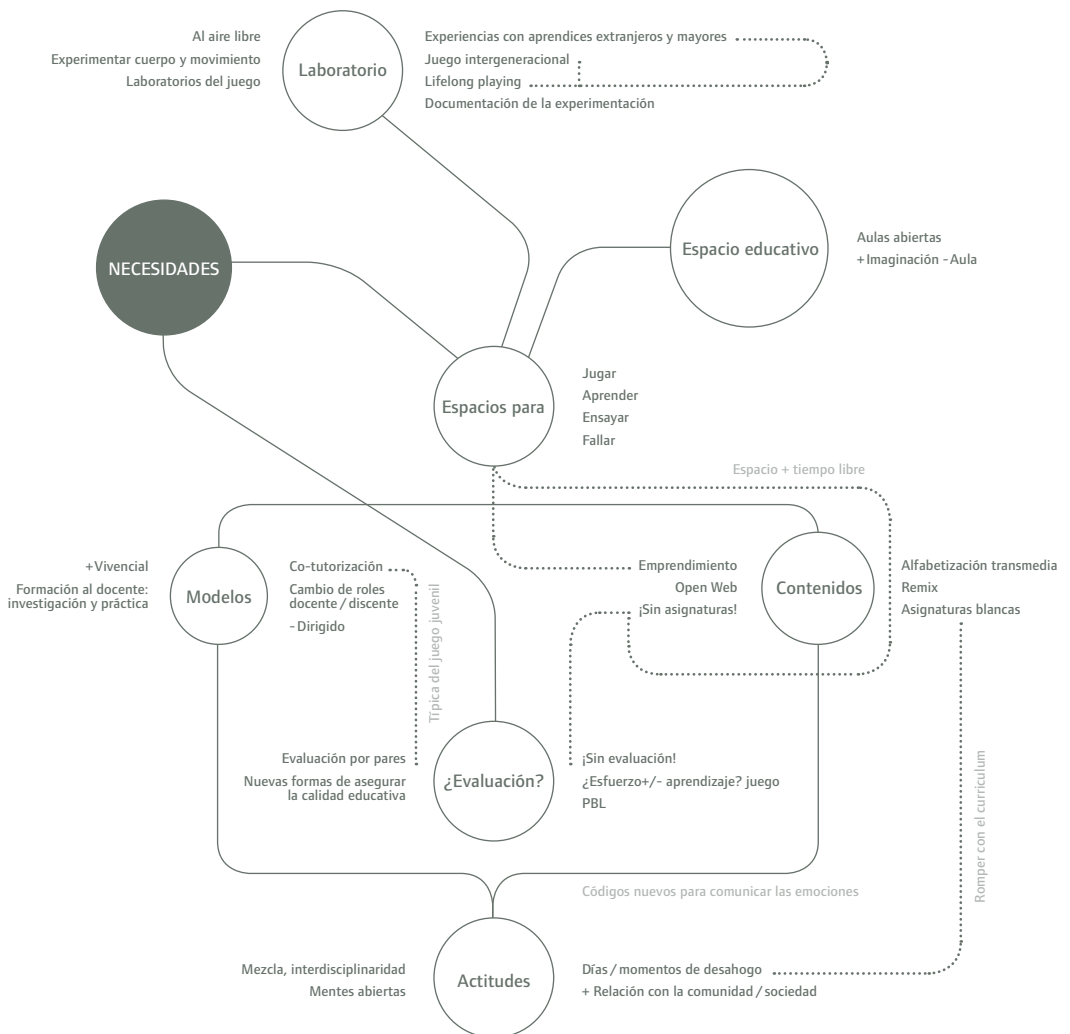 Al aire libre
Experimentar cuerpo y movimiento
Laboratorios del juego
Laboratorio
Experiencias con aprendices extranjeros y mayores
Juego intergeneracional
Lifelong playing
Documentación de la experimentación
NECESIDADES
Espacio educativo
Aulas abiertas
+Imaginación -Aula
Espacios para
Jugar
Aprender
Ensayar
Fallar
Espacio + tiempo libre
+Vivencial
Formación al docente:
investigación y práctica
Modelos
Co-tutorización
Cambio de roles
docente / discente
- Dirigido
Típica del juego juvenil
Emprendimiento
Open Web
¡Sin asignaturas!
Contenidos
Alfabetización transmedia
Remix
Asignaturas blancas
Evaluación por pares
Nuevas formas de asegurar
la calidad educativa
¿Evaluación?
¡Sin evaluación!
¿Esfuerzo+/- aprendizaje? juego
PBL
Romper con el curriculum
Códigos nuevos para comunicar las emociones
Mezcla, interdisciplinaridad
Mentes abiertas
Actitudes
Días / momentos de desahogo
+ Relación con la comunidad / sociedad